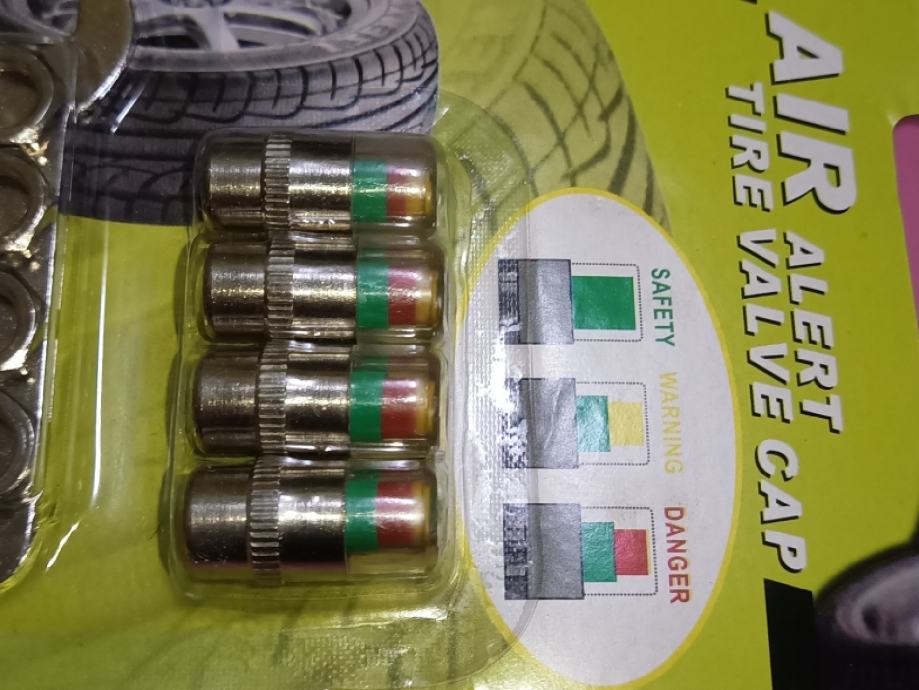 AIR ALERT
TIRE VALVE CAP
SAFETY
WARNING
DANGER